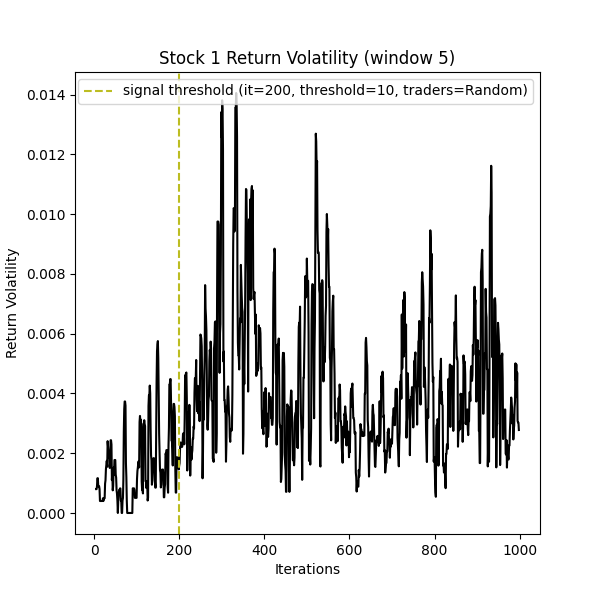 Stock 1 Return Volatility (window 5)
signal threshold (it=200, threshold=10, traders=Random)
0.014
0.012
0.010
0.008
0.006
0.004
0.002
0.000
Return Volatility
0 200 400 600 800 1000
Iterations